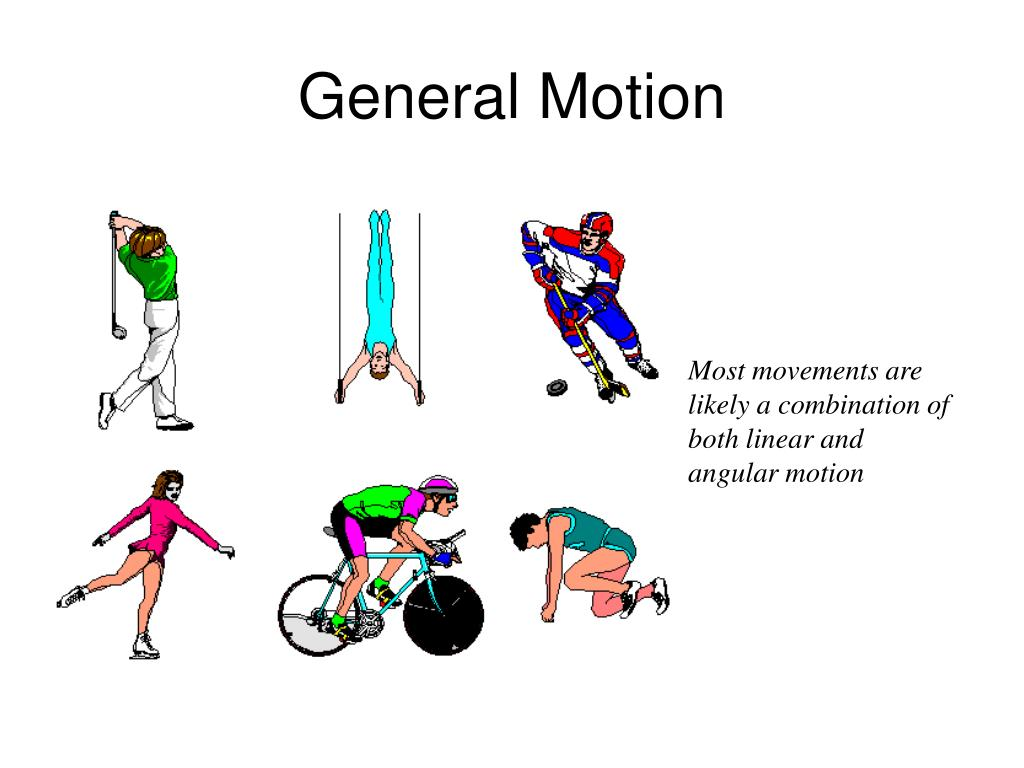 General Motion
Most movements are
likely a combination of
both linear and
angular motion